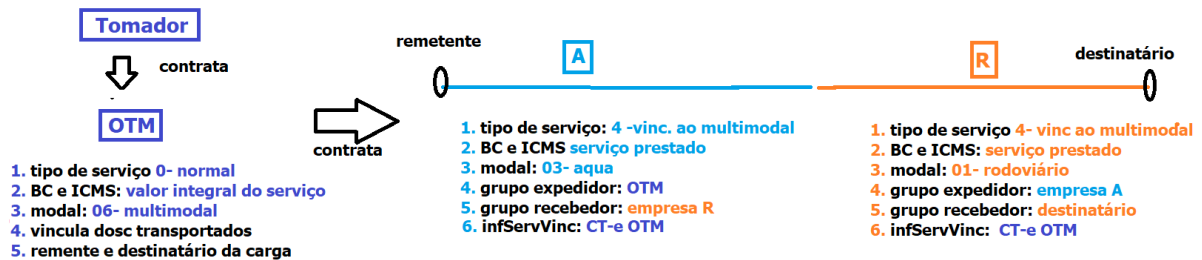 Tomador
contrata
OTM
1. tipo de serviço 0- normal
2. BC e ICMS: valor integral do serviço
3. modal: 06- multimodal
4. vincula dosc transportados
5. remente e destinatário da carga
contrata
remetente
A
R
destinatário
1. tipo de serviço: 4 -vinc. ao multimodal
2. BC e ICMS serviço prestado
3. modal: 03- aqua
4. grupo expedidor: OTM
5. grupo recebedor: empresa R
6. infServVinc: CT-e OTM
1. tipo de serviço 4- vinc ao multimodal
2. BC e ICMS: serviço prestado
3. modal: 01- rodoviário
4. grupo expedidor: empresa A
5. grupo recebedor: destinatário
6. infServVinc: CT-e OTM